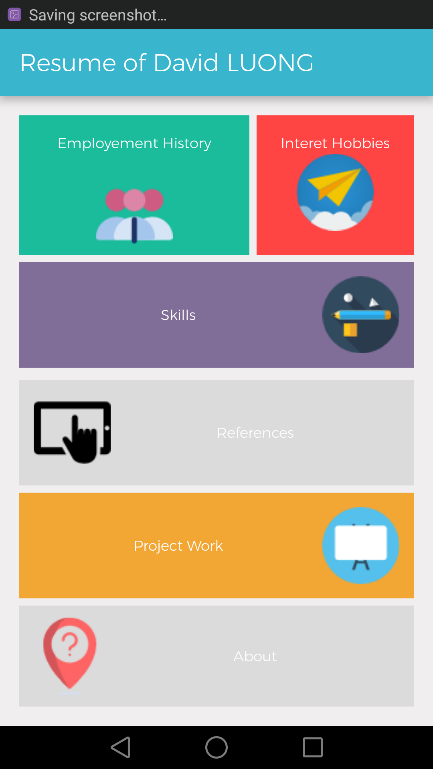 Saving screenshot...
Resume of David LUONG
Employement History
Interet Hobbies
Skills
References
Project Work
About